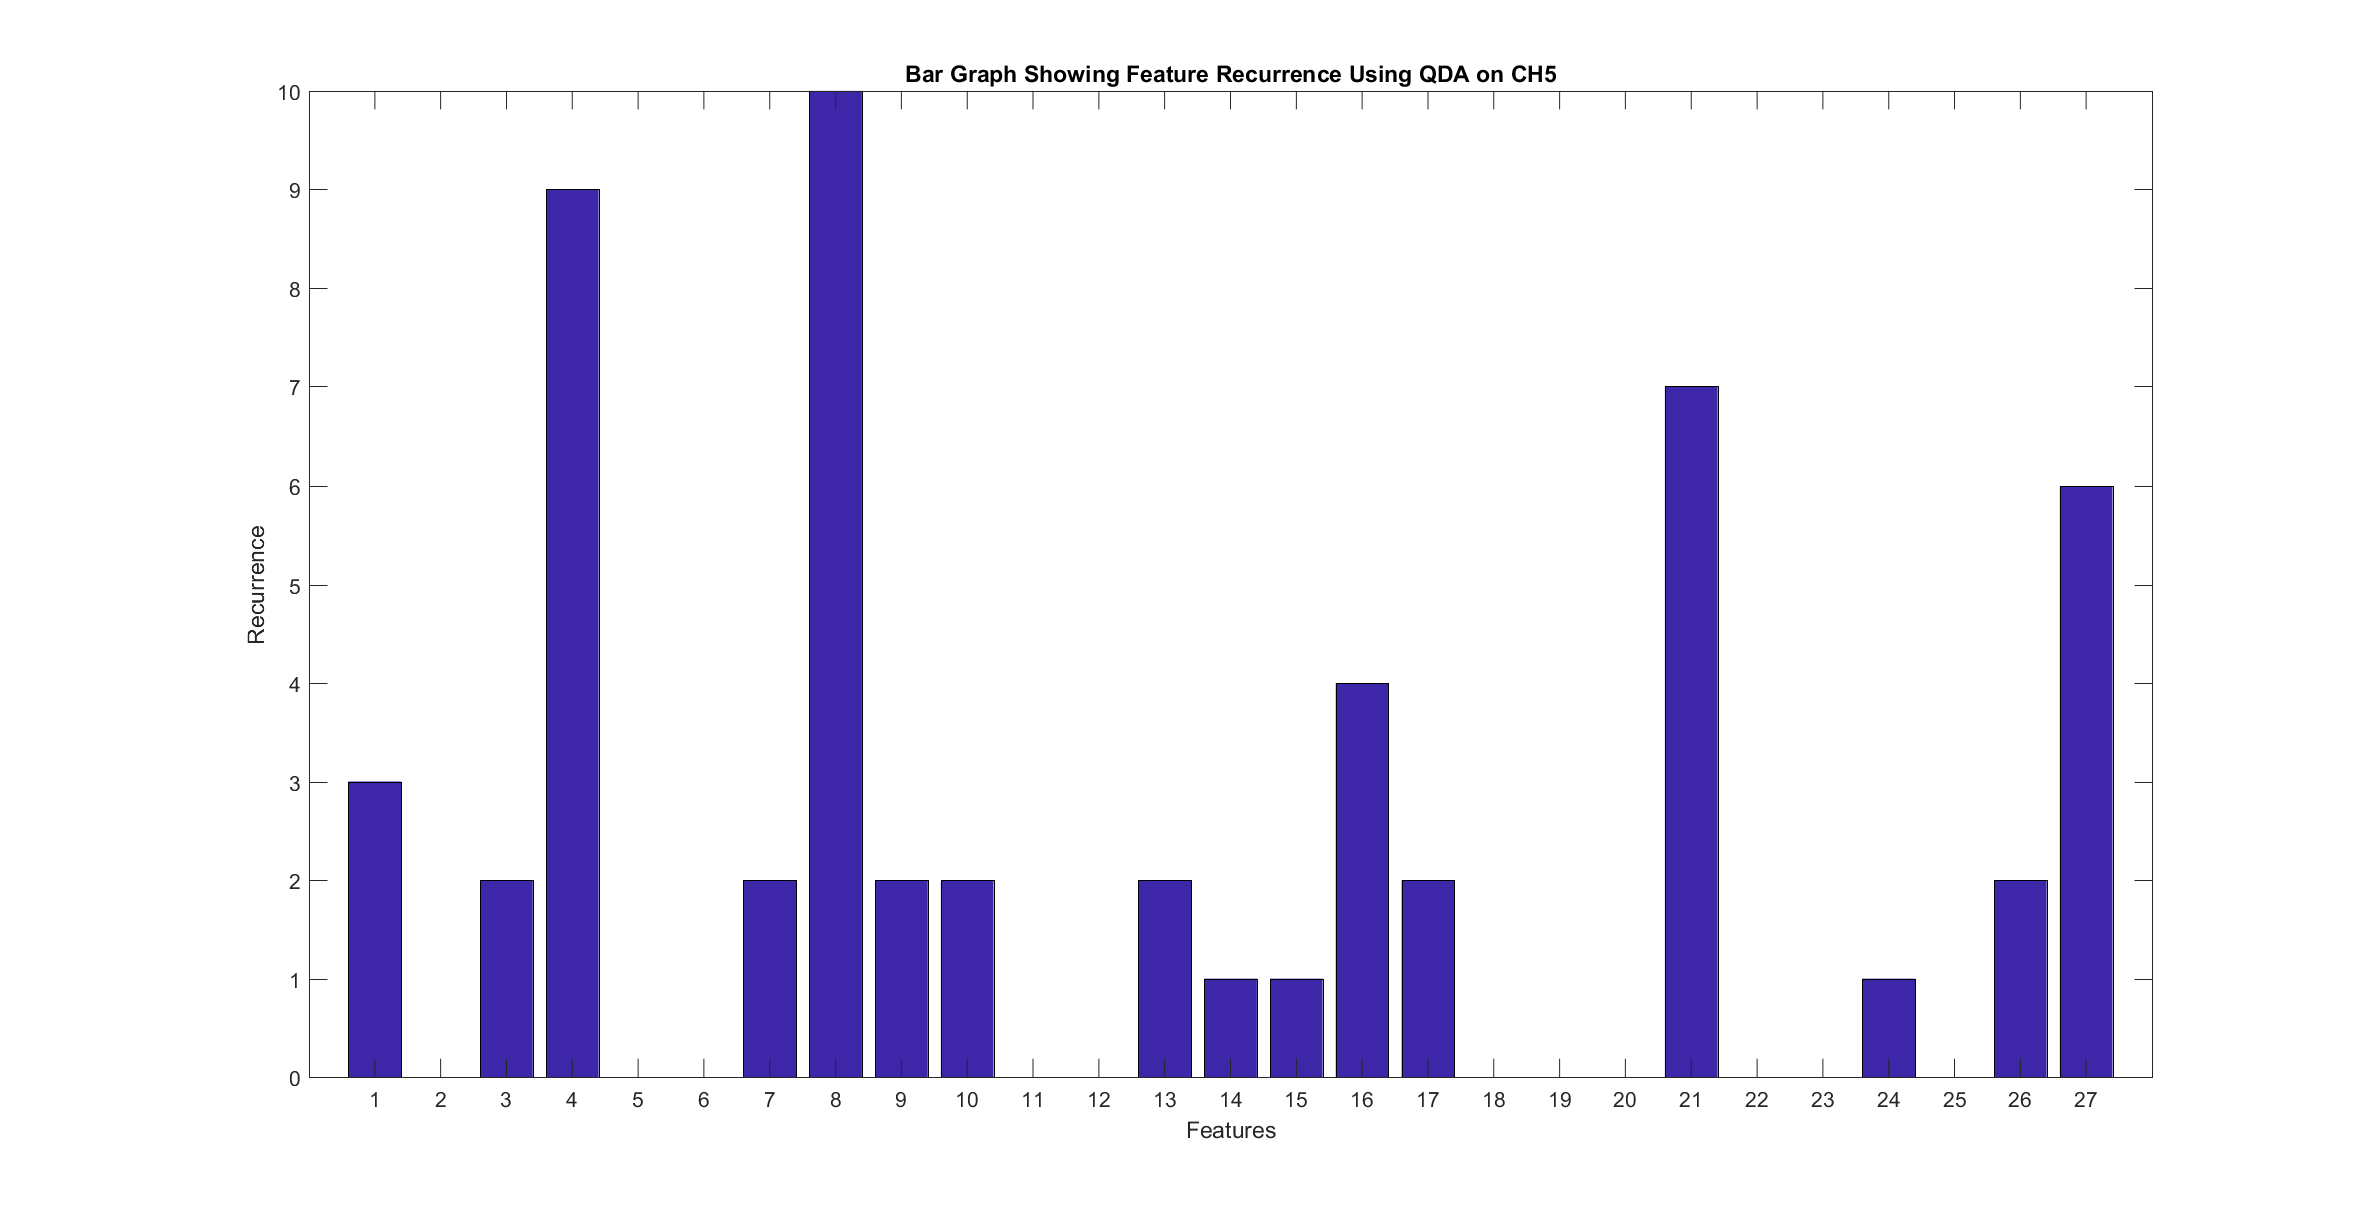 Bar Graph Showing Feature Recurrence Using QDA on CH5
10
9
8
7
6
5
4
3
2
1
0
Recurrence
1 2 3 4 5 6 7 8 9 10 11 12 13 14 15 16 17 18 19 20 21 22 23 24 25 26 27
Features